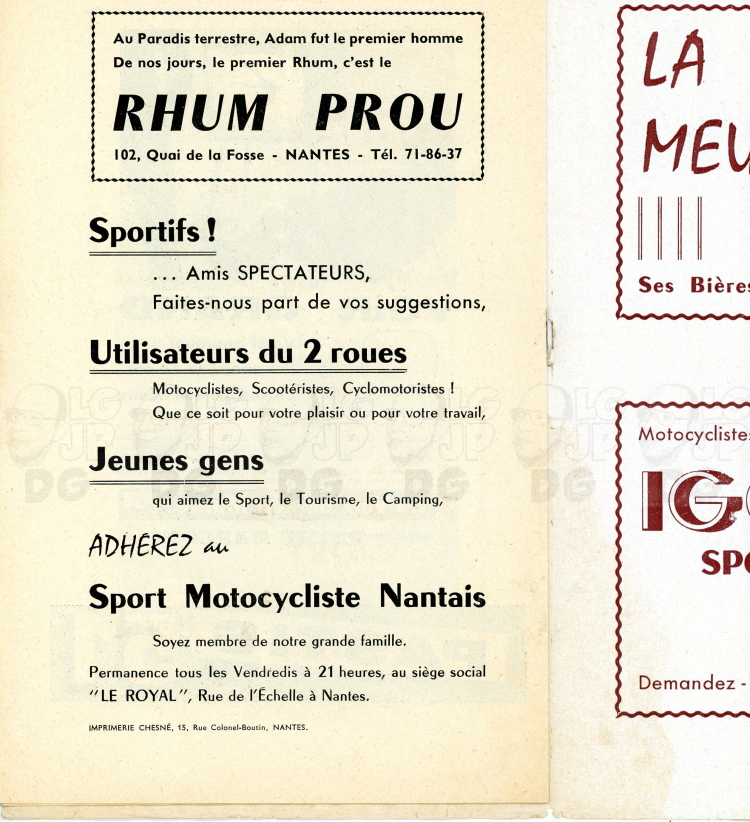 Au Paradis terrestre, Adam fut le premier homme
De nos jours, le premier Rhum, c'est le
RHUM PROU
102, Quai de la Fosse - NANTES - Tél. 71-86-37
Sportifs !
... Amis SPECTATEURS,
Faites-nous part de vos suggestions,
Utilisateurs du 2 roues
Motocyclistes, Scootéristes, Cyclomotoristes !
Que ce soit pour votre plaisir ou pour votre travail,
Jeunes gens
qui aimez le Sport, le Tourisme, le Camping,
ADHÉREZ au
Sport Motocycliste Nantais
Soyez membre de notre grande famille.
Permanence tous les Vendredis à 21 heures, au siège social
"LE ROYAL", Rue de l'Échelle à Nantes.
IMPRIMERIE CHESNÉ, 15, Rue Colonel-Boutin, NANTES.
LA
Ses Bières
Demandez -